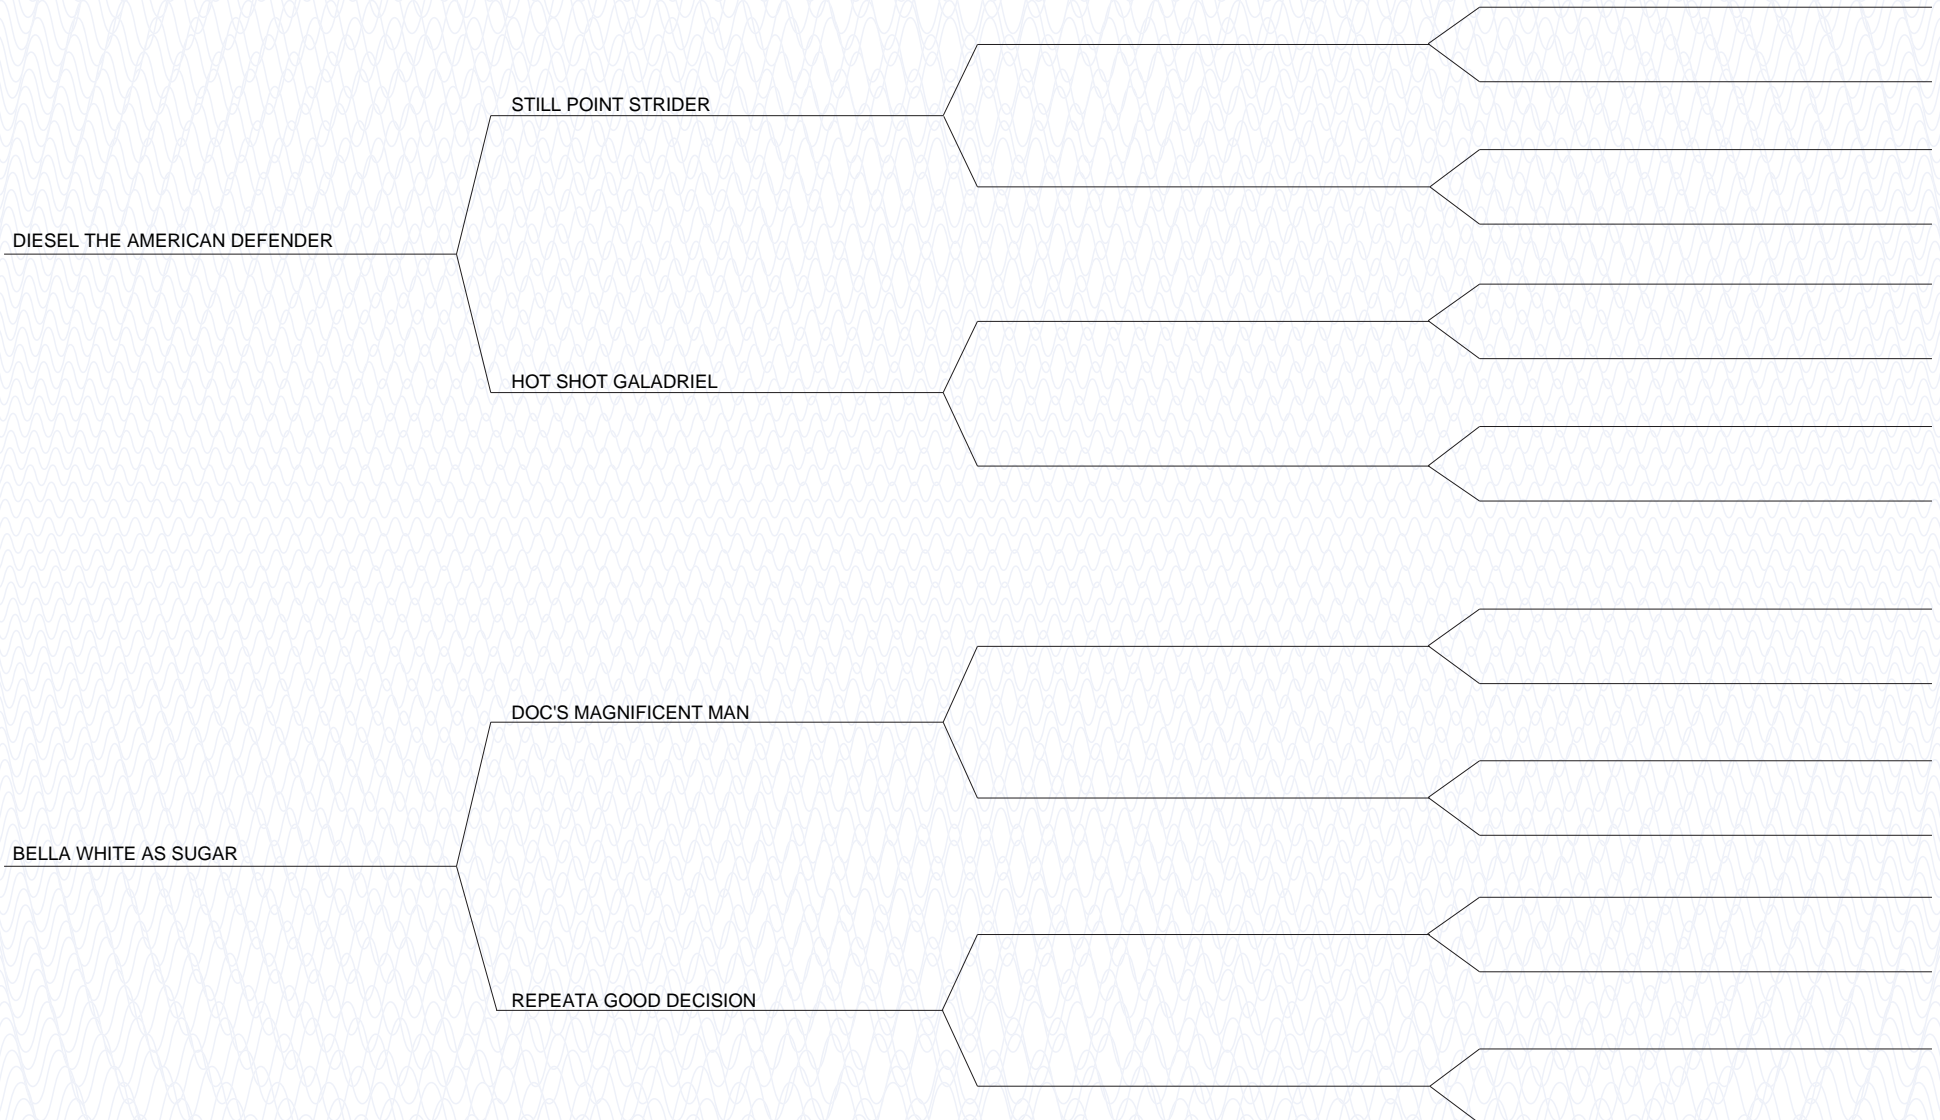 STILL POINT STRIDER
DIESEL THE AMERICAN DEFENDER
HOT SHOT GALADRIEL
DOC'S MAGNIFICENT MAN
BELLA WHITE AS SUGAR
REPEATA GOOD DECISION